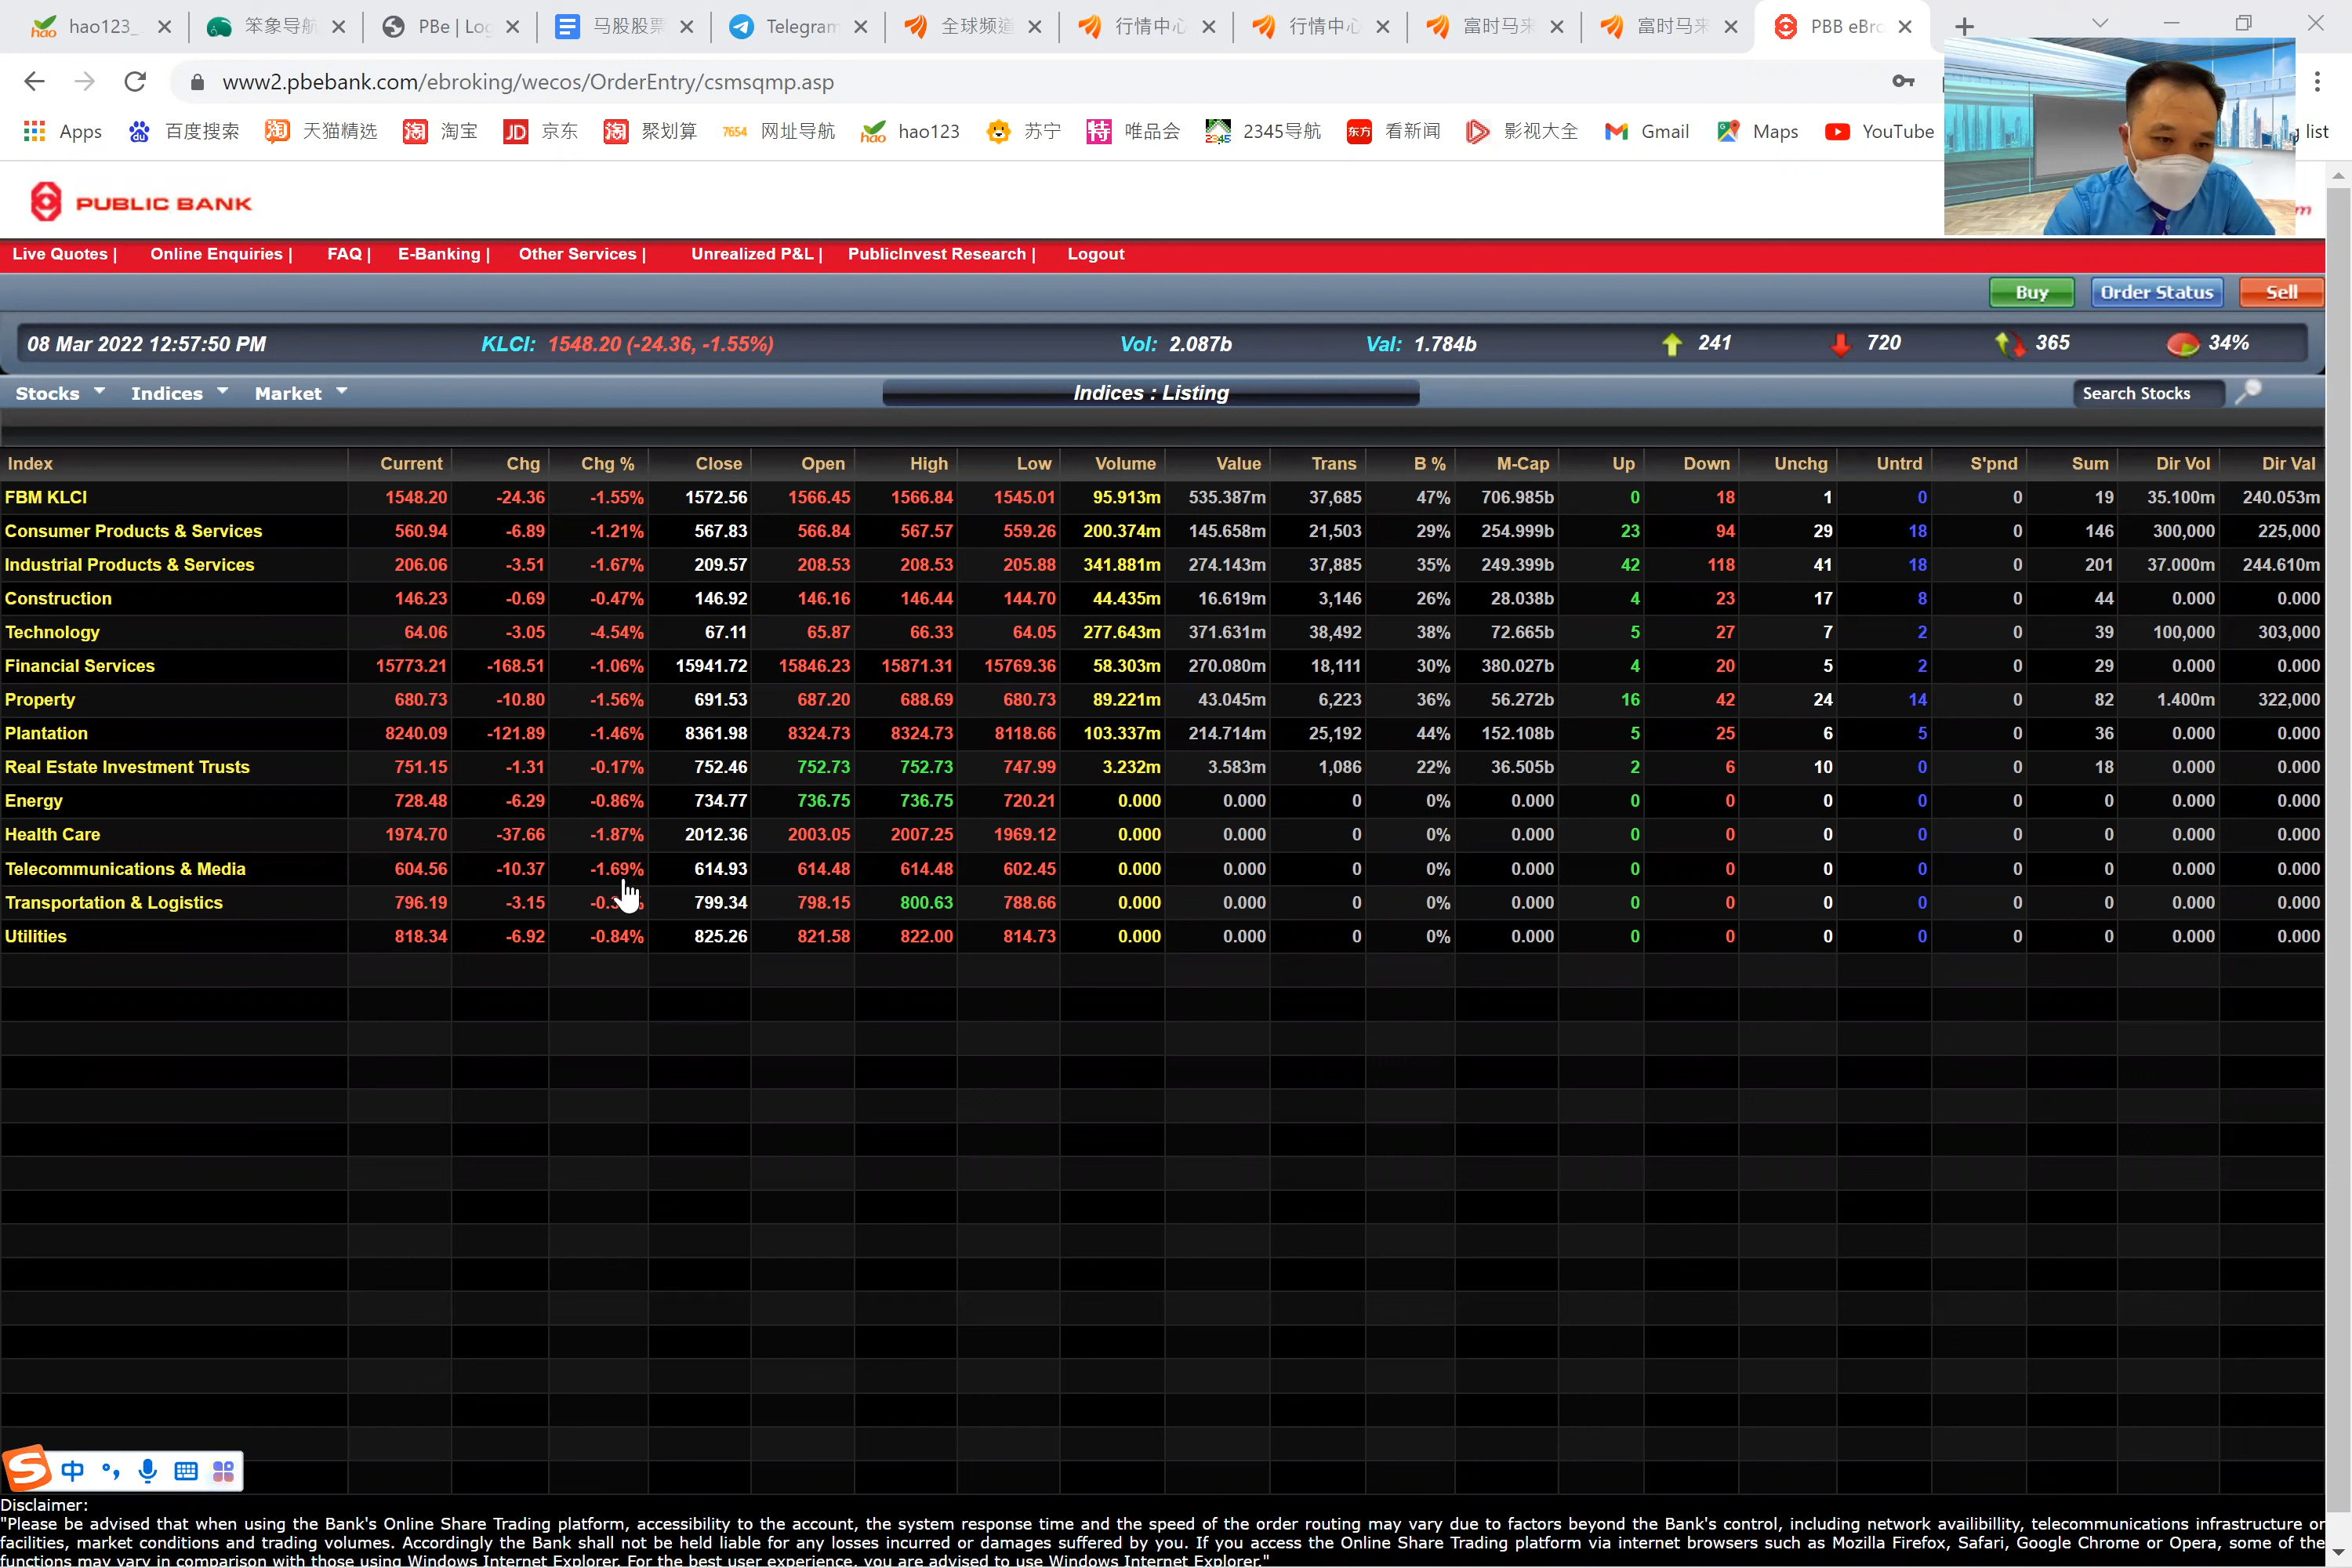 hao123_ 笨象导航 PBe | Log 马股股票 Telegram 全球频道 行情中心 行情中心 富时马来 富时马来 PBB eBro
www2.pbebank.com/ebroking/wecos/OrderEntry/csmsqmp.asp
Apps 百度搜索 天猫精选 淘宝 JD 京东 聚划算 7654 网址导航 hao hao123 苏宁 唯品会 2345导航 看新闻 影视大全 Gmail Maps YouTube list
PUBLIC BANK
Live Quotes | Online Enquiries | FAQ | E-Banking | Other Services | Unrealized P&L | PublicInvest Research | Logout
Buy Order Status Sell
08 Mar 2022 12:57:50 PM KLCI: 1548.20 (-24.36, -1.55%) Vol: 2.087b Val: 1.784b 241 720 365 34%
Stocks Indices Market Indices : Listing Search Stocks
Index Current Chg Chg % Close Open High Low Volume Value Trans B % M-Cap Up Down Unchg Untrd S'pnd Sum Dir Vol Dir Val
FBM KLCI 1548.20 -24.36 -1.55% 1572.56 1566.45 1566.84 1545.01 95.913m 535.387m 37,685 47% 706.985b 0 18 1 0 0 19 35.100m 240.053m
Consumer Products & Services 560.94 -6.89 -1.21% 567.83 566.84 567.57 559.26 200.374m 145.658m 21,503 29% 254.999b 23 94 29 18 0 146 300,000 225,000
Industrial Products & Services 206.06 -3.51 -1.67% 209.57 208.53 208.53 205.88 341.881m 274.143m 37,885 35% 249.399b 42 118 41 18 0 201 37.000m 244.610m
Construction 146.23 -0.69 -0.47% 146.92 146.16 146.44 144.70 44.435m 16.619m 3,146 26% 28.038b 4 23 17 8 0 44 0.000 0.000
Technology 64.06 -3.05 -4.54% 67.11 65.87 66.33 64.05 277.643m 371.631m 38,492 38% 72.665b 5 27 7 2 0 39 100,000 303,000
Financial Services 15773.21 -168.51 -1.06% 15941.72 15846.23 15871.31 15769.36 58.303m 270.080m 18,111 30% 380.027b 4 20 5 2 0 29 0.000 0.000
Property 680.73 -10.80 -1.56% 691.53 687.20 688.69 680.73 89.221m 43.045m 6,223 36% 56.272b 16 42 24 14 0 82 1.400m 322,000
Plantation 8240.09 -121.89 -1.46% 8361.98 8324.73 8324.73 8118.66 103.337m 214.714m 25,192 44% 152.108b 5 25 6 5 0 36 0.000 0.000
Real Estate Investment Trusts 751.15 -1.31 -0.17% 752.46 752.73 752.73 747.99 3.232m 3.583m 1,086 22% 36.505b 2 6 10 0 0 18 0.000 0.000
Energy 728.48 -6.29 -0.86% 734.77 736.75 736.75 720.21 0.000 0.000 0 0% 0.000 0 0 0 0 0 0 0.000 0.000
Health Care 1974.70 -37.66 -1.87% 2012.36 2003.05 2007.25 1969.12 0.000 0.000 0 0% 0.000 0 0 0 0 0 0 0.000 0.000
Telecommunications & Media 604.56 -10.37 -1.69% 614.93 614.48 614.48 602.45 0.000 0.000 0 0% 0.000 0 0 0 0 0 0 0.000 0.000
Transportation & Logistics 796.19 -3.15 799.34 798.15 800.63 788.66 0.000 0.000 0 0% 0.000 0 0 0 0 0 0 0.000 0.000
Utilities 818.34 -6.92 -0.84% 825.26 821.58 822.00 814.73 0.000 0.000 0 0% 0.000 0 0 0 0 0 0 0.000 0.000
S 中
Disclaimer:
"Please be advised that when using the Bank's Online Share Trading platform, accessibility to the account, the system response time and the speed of the order routing may vary due to factors beyond the Bank's control, including network availibillity, telecommunications infrastructure or
facilities, market conditions and trading volumes. Accordingly the Bank shall not be held liable for any losses incurred or damages suffered by you. If you access the Online Share Trading platform via internet browsers such as Mozilla Firefox, Safari, Google Chrome or Opera, some of the
functions may vary in comparison with those using Windows Internet Explorer. For the best user experience, you are advised to use Windows Internet Explorer."